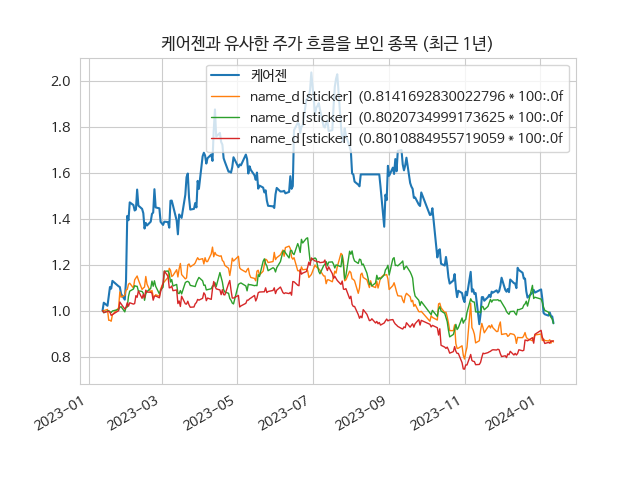 케어젠과 유사한 주가 흐름을 보인 종목 (최근 1년)
케어젠
name_d[sticker] (0.8141692830022796 * 100:.0f
name_d[sticker] (0.8020734999173625 * 100:.0f
name_d[sticker] (0.8010884955719059 * 100:.0f
2.0
1.8
1.6
1.4
1.2
1.0
0.8
2023-01
2023-03
2023-05
2023-07
2023-09
2023-11
2024-01